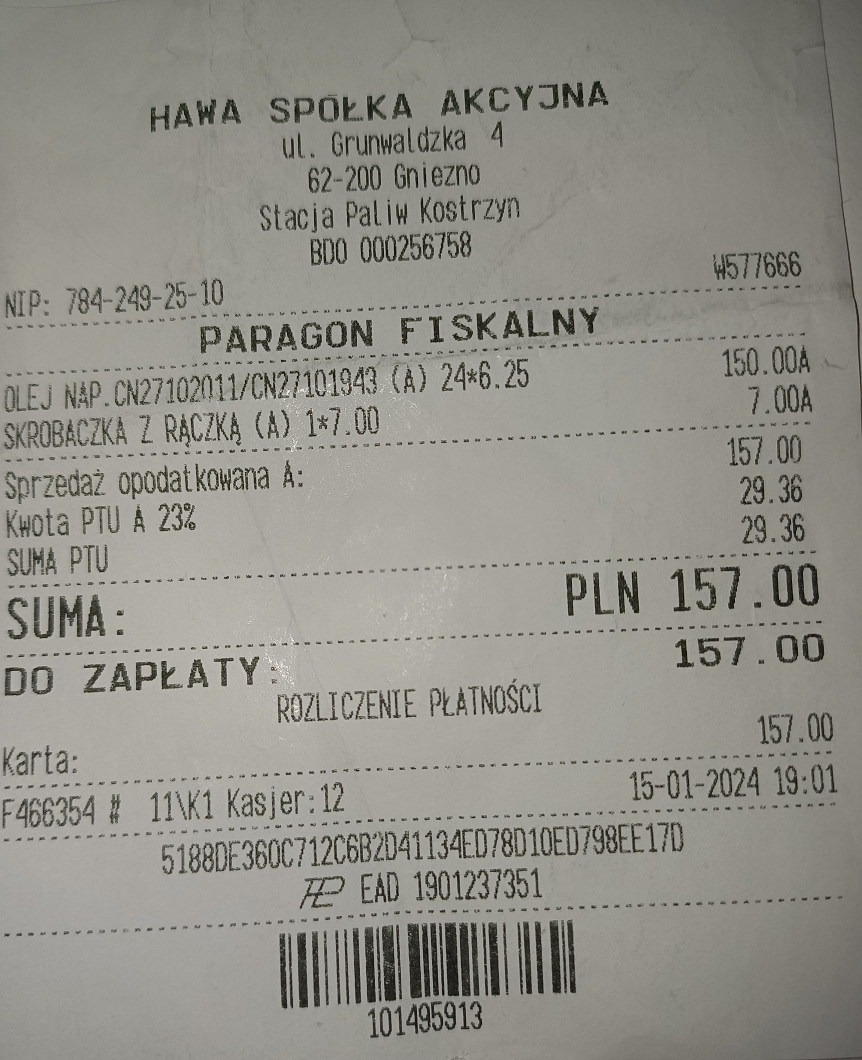 HAWA SPÓŁKA AKCYJNA
ul. Grunwaldzka 4
62-200 Gniezno
Stacja Paliw Kostrzyn
BDO 000256758
NIP: 784-249-25-10 W577666
PARAGON FISKALNY
OLEJ NAP.CN27102011/CN27101943 (A) 24*6.25 150.00A
SKROBACZKA Z RĄCZKĄ (A) 1*7.00 7.00A
Sprzedaż opodatkowana A: 157.00
Kwota PTU A 23% 29.36
SUMA PTU 29.36
SUMA: PLN 157.00
DO ZAPŁATY: 157.00
ROZLICZENIE PŁATNOŚCI
Karta: 157.00
F466354 # 11\K1 Kasjer:12 15-01-2024 19:01
5188DE360C712C6B2D41134ED78D10ED798EE17D
EAD 1901237351
101495913